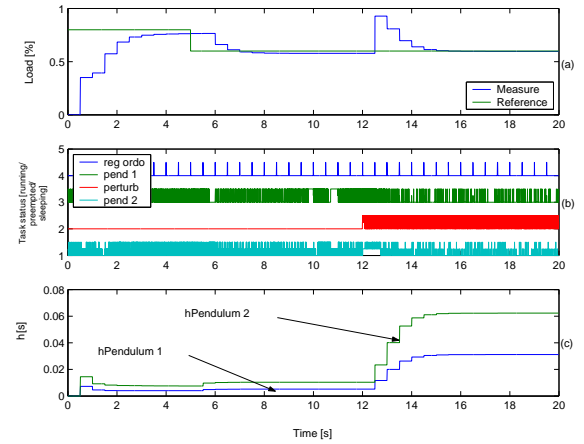 1
0.5
0
Load [%]
0 2 4 6 8 10 12 14 16 18 20
(a)
Measure
Reference
5
4
3
2
1
Task status [running/
preempted/
sleeping]
reg ordo
pend 1
perturb
pend 2
0 2 4 6 8 10 12 14 16 18 20
(b)
0.08
0.06
0.04
0.02
0
h[s]
hPendulum 2
hPendulum 1
(c)
0 2 4 6 8 10 12 14 16 18 20
Time [s]